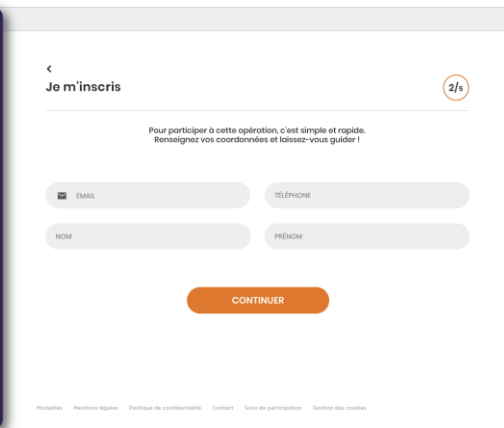 Je m'inscris
2/5
Pour participer à cette opération, c'est simple et rapide.
Renseignez vos coordonnées et laissez-vous guider !
EMAIL
TÉLÉPHONE
NOM
PRÉNOM
CONTINUER
Modalités Mentions légales Politique de confidentialité Contact Suivi de participation Gestion des cookies